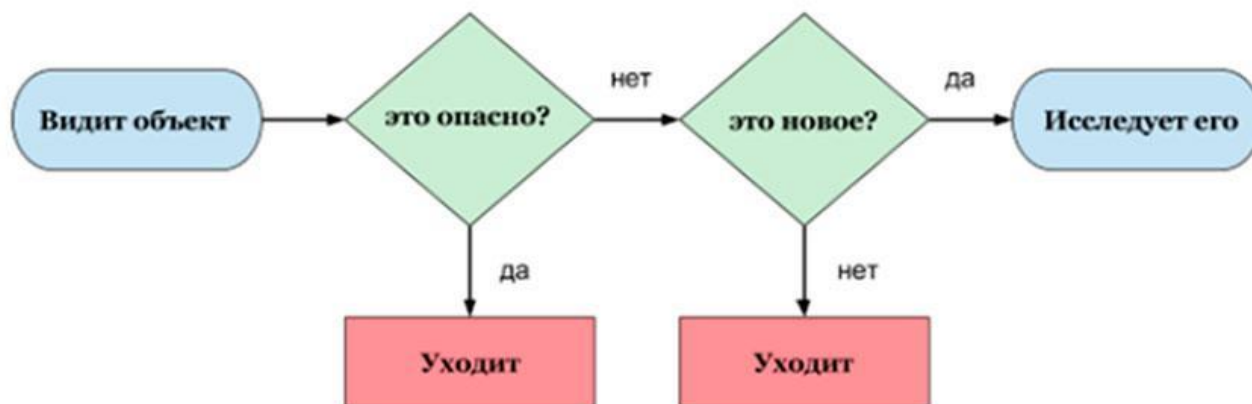 Видит объект
это опасно?
нет
это новое?
да
Исследует его
да
нет
Уходит
Уходит